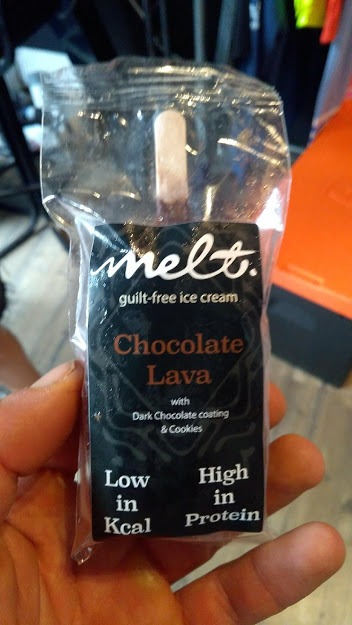 melt.
guilt-free ice cream
Chocolate
Lava
with
Dark Chocolate coating
& Cookies
Low
in
Kcal
High
in
Protein